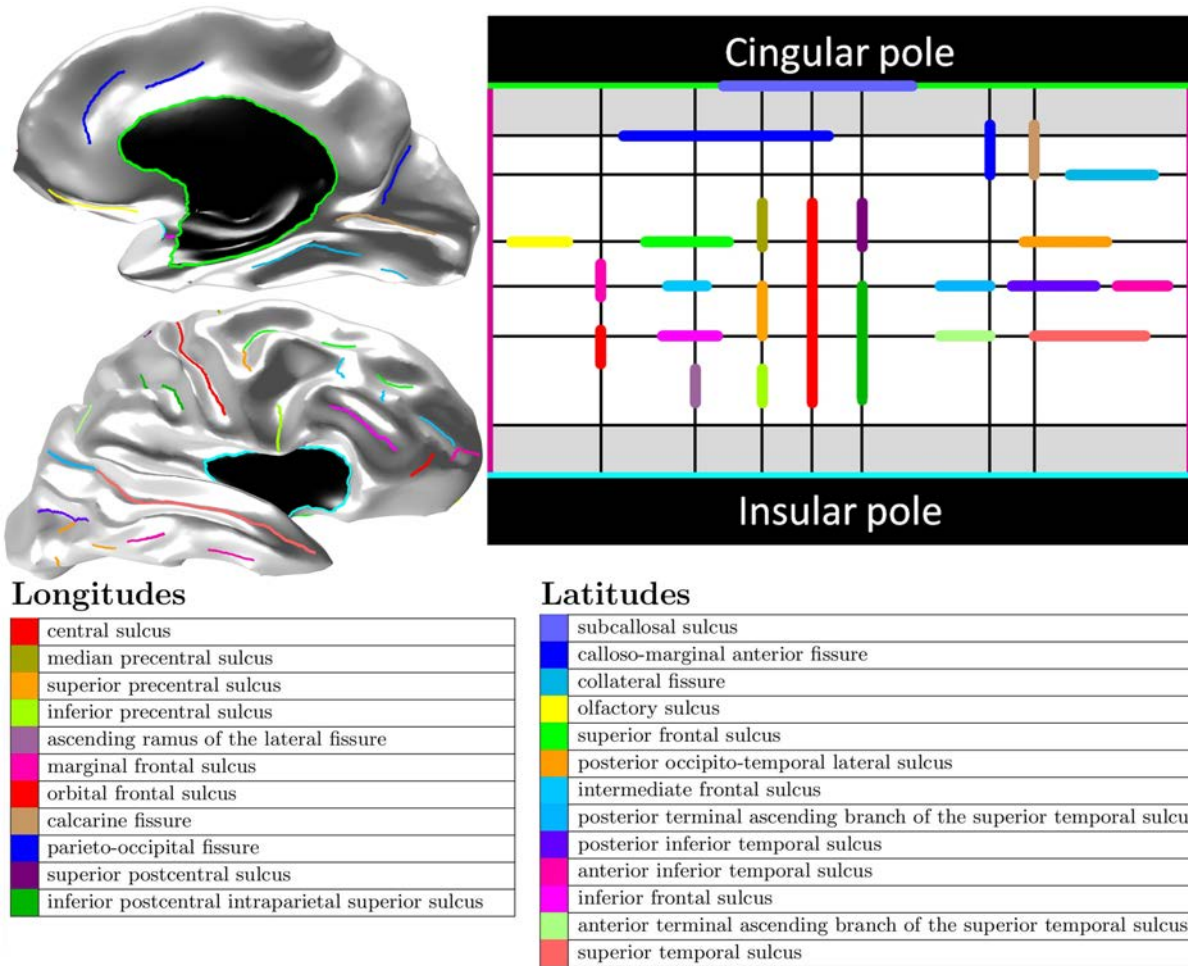 Cingular pole
Insular pole
Longitudes
central sulcus
median precentral sulcus
superior precentral sulcus
inferior precentral sulcus
ascending ramus of the lateral fissure
marginal frontal sulcus
orbital frontal sulcus
calcarine fissure
parieto-occipital fissure
superior postcentral sulcus
inferior postcentral intraparietal superior sulcus
Latitudes
subcallosal sulcus
calloso-marginal anterior fissure
collateral fissure
olfactory sulcus
superior frontal sulcus
posterior occipito-temporal lateral sulcus
intermediate frontal sulcus
posterior terminal ascending branch of the superior temporal sulcu
posterior inferior temporal sulcus
anterior inferior temporal sulcus
inferior frontal sulcus
anterior terminal ascending branch of the superior temporal sulcus
superior temporal sulcus